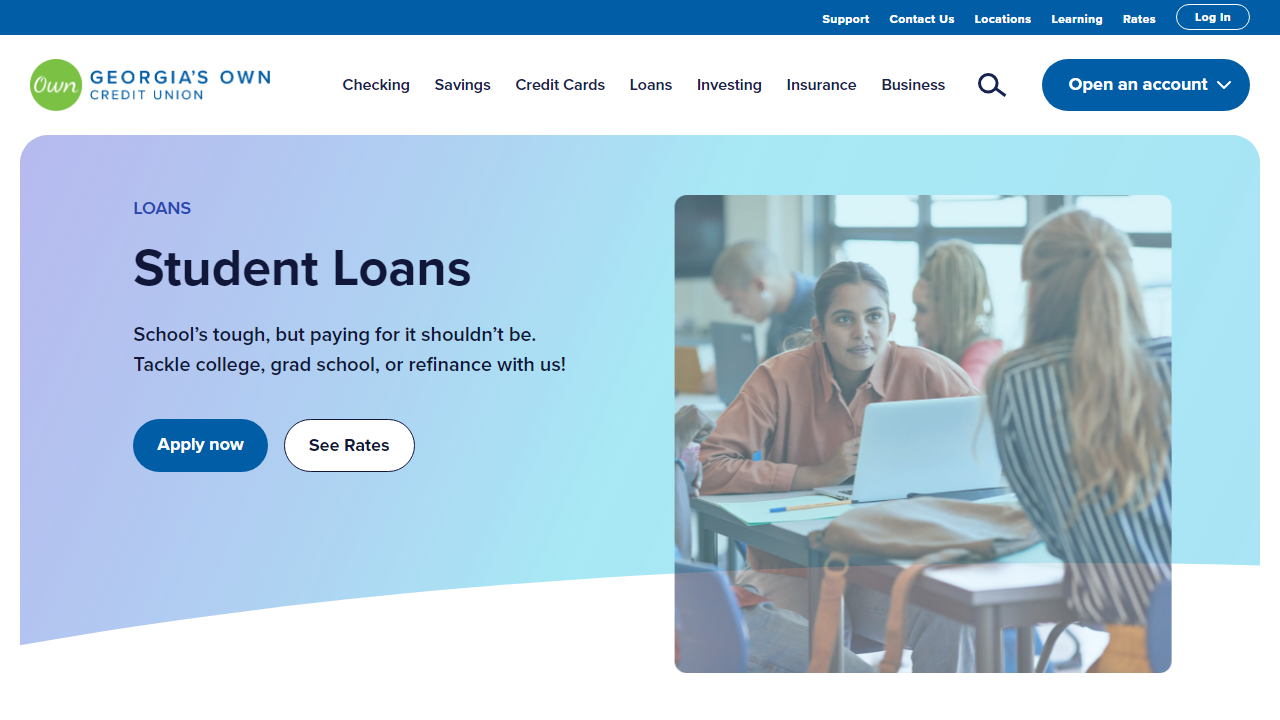 Support Contact Us Locations Learning Rates Log In
Own GEORGIA'S OWN
CREDIT UNION
Checking Savings Credit Cards Loans Investing Insurance Business Open an account
LOANS
Student Loans
School’s tough, but paying for it shouldn’t be.
Tackle college, grad school, or refinance with us!
Apply now See Rates